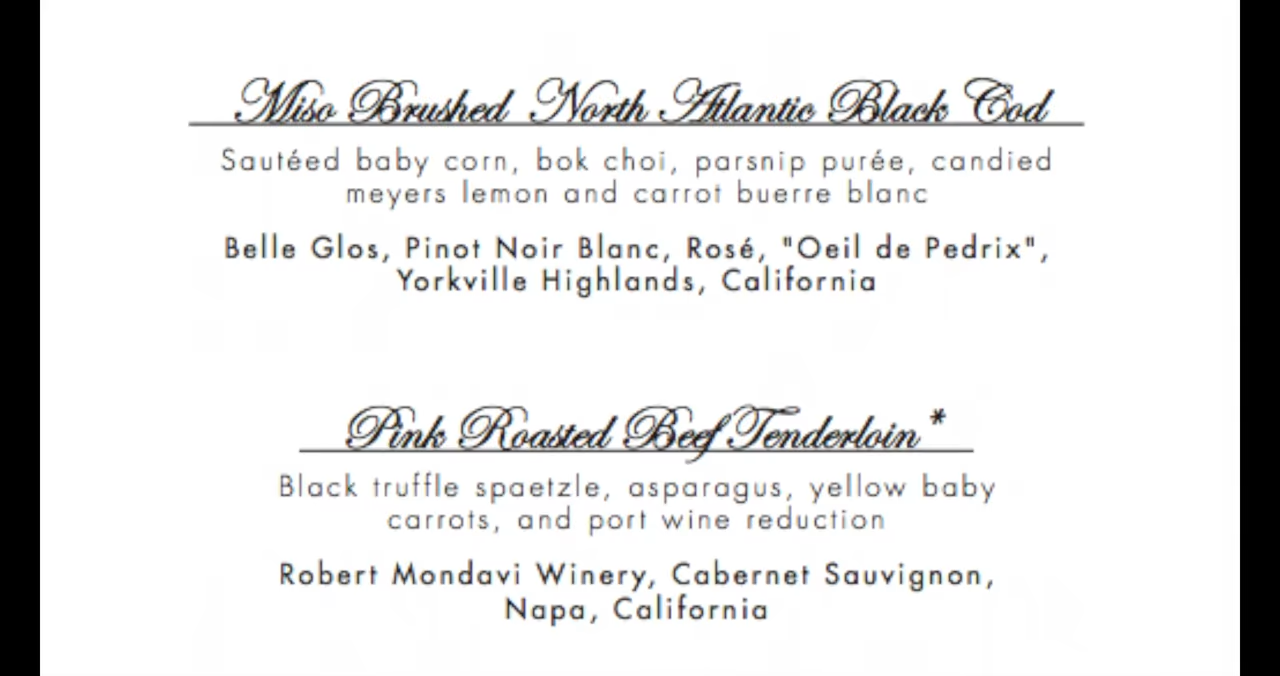 Miso Brushed North Atlantic Black Cod
Sautéed baby corn, bok choi, parsnip purée, candied
meyers lemon and carrot buerre blanc
Belle Glos, Pinot Noir Blanc, Rosé, "Oeil de Pedrix",
Yorkville Highlands, California
Pink Roasted Beef Tenderloin*
Black truffle spaetzle, asparagus, yellow baby
carrots, and port wine reduction
Robert Mondavi Winery, Cabernet Sauvignon,
Napa, California